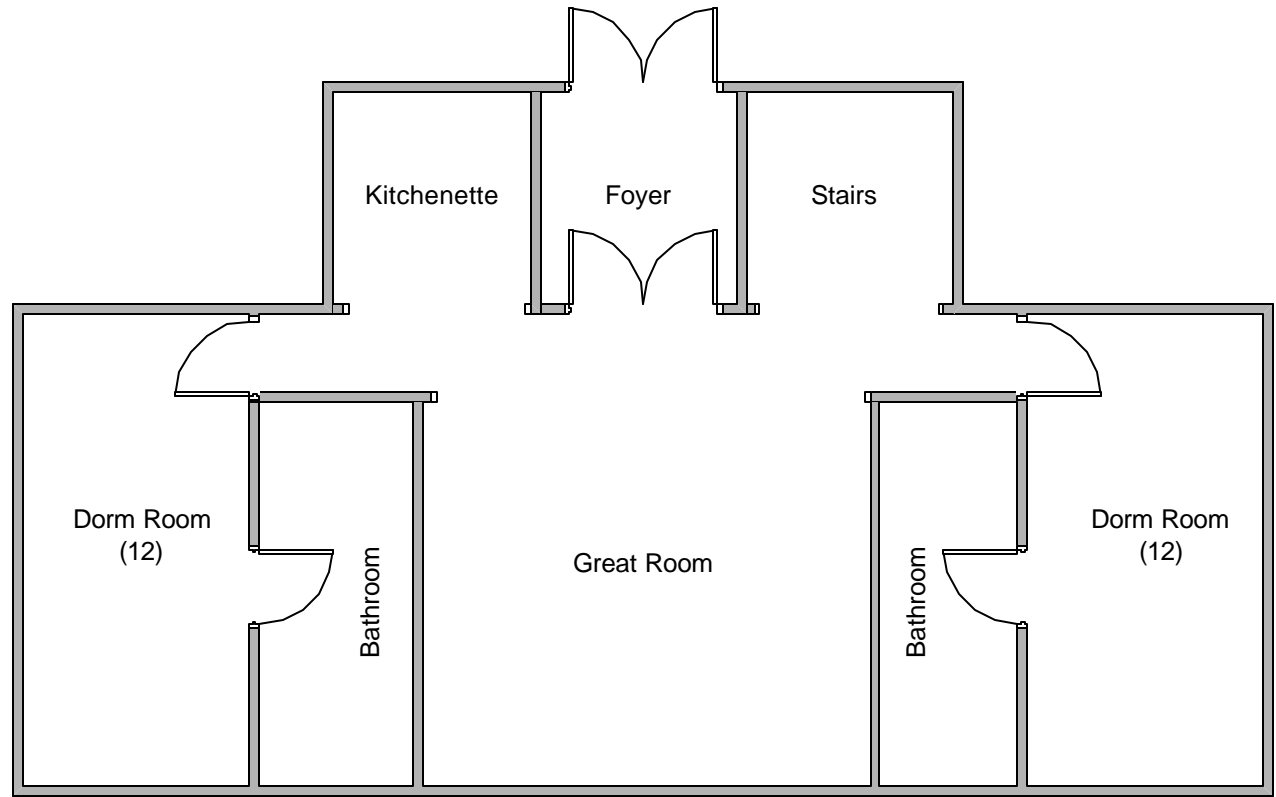 Kitchenette
Foyer
Stairs
Dorm Room
(12)
Bathroom
Great Room
Bathroom
Dorm Room
(12)